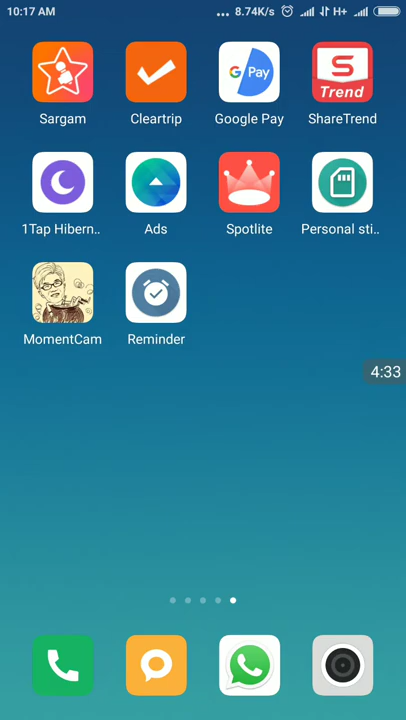 10:17 AM ... 8.74K/s H+
S
G Pay Trend
Sargam Cleartrip Google Pay ShareTrend
1Tap Hibern.. Ads Spotlite Personal sti..
MomentCam Reminder
4:33